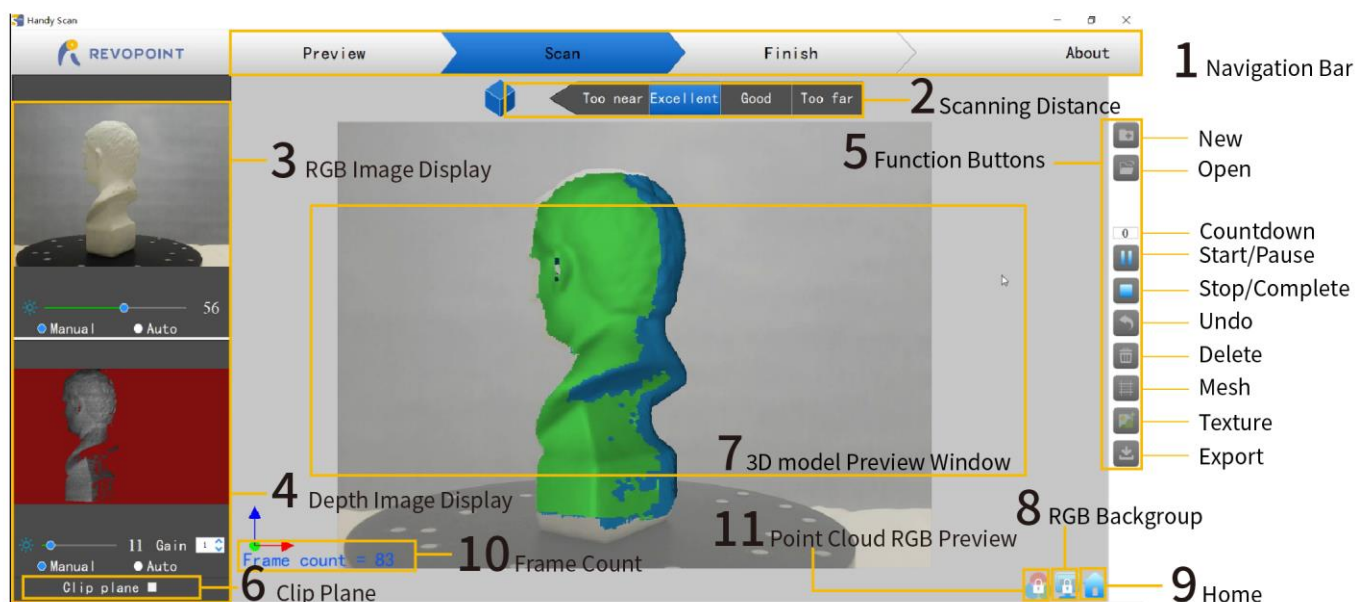 Handy Scan
REVOPOINT
Preview
Scan
Finish
About
1 Navigation Bar
Too near
Excellent
Good
Too far
2 Scanning Distance
3 RGB Image Display
5 Function Buttons
New
Open
0
Countdown
Start/Pause
Stop/Complete
Undo
Delete
Mesh
Texture
Export
56
Manual
Auto
7 3D model Preview Window
4 Depth Image Display
8 RGB Backgroup
11 Point Cloud RGB Preview
11 Gain 1
Manual
Auto
Frame count = 83
10 Frame Count
Clip plane
6 Clip Plane
9 Home